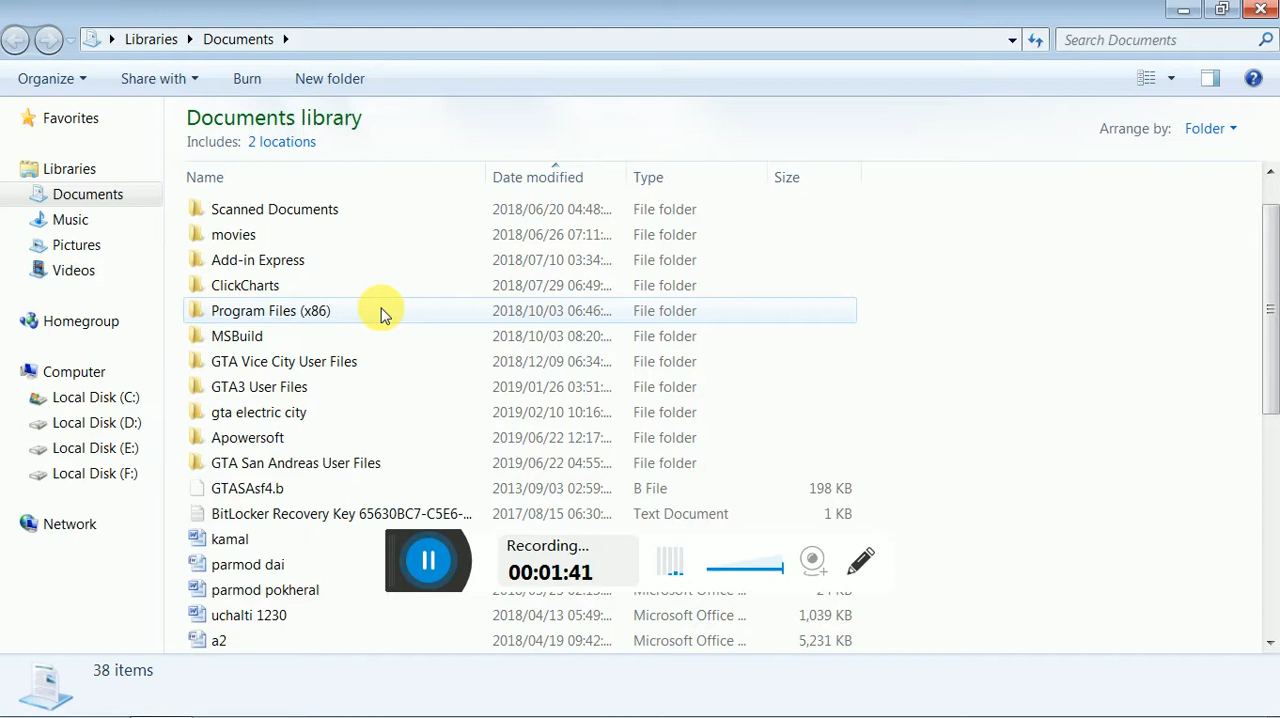 Libraries Documents Search Documents
Organize Share with Burn New folder
Favorites
Libraries
Documents
Music
Pictures
Videos
Homegroup
Computer
Local Disk (C:)
Local Disk (D:)
Local Disk (E:)
Local Disk (F:)
Network
Documents library
Includes: 2 locations
Arrange by: Folder
Name Date modified Type Size
Scanned Documents 2018/06/20 04:48:... File folder
movies 2018/06/26 07:11:... File folder
Add-in Express 2018/07/10 03:34:... File folder
ClickCharts 2018/07/29 06:49:... File folder
Program Files (x86) 2018/10/03 06:46:... File folder
MSBuild 2018/10/03 08:20:... File folder
GTA Vice City User Files 2018/12/09 06:34:... File folder
GTA3 User Files 2019/01/26 03:51:... File folder
gta electric city 2019/02/10 10:16:... File folder
Apowersoft 2019/06/22 12:17:... File folder
GTA San Andreas User Files 2019/06/22 04:55:... File folder
GTASAsf4.b 2013/09/03 02:59:... B File 198 KB
BitLocker Recovery Key 65630BC7-C5E6-... 2017/08/15 06:30:... Text Document 1 KB
kamal
parmod dai
parmod pokharel
uchalti 1230 2018/04/13 05:49:... Microsoft Office ... 1,039 KB
a2 2018/04/19 09:42:... Microsoft Office ... 5,231 KB
Recording...
00:01:41
38 items